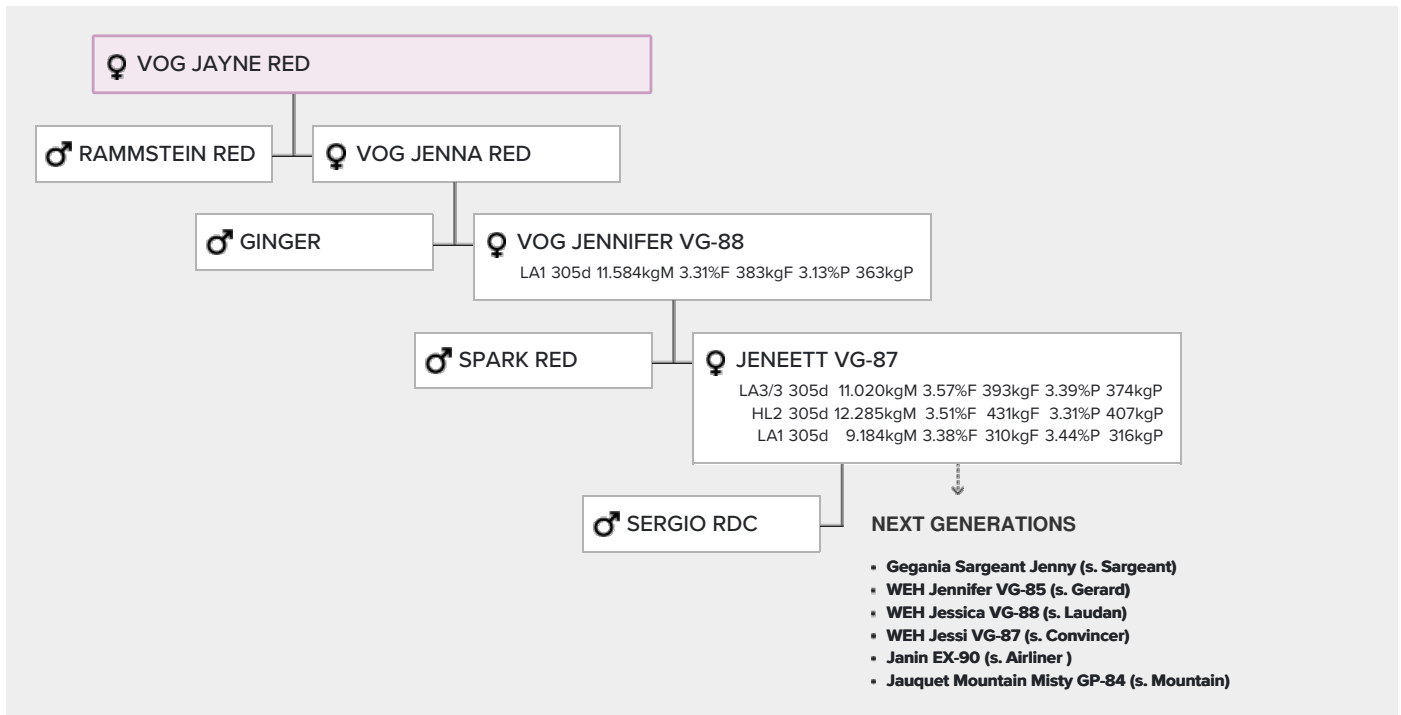 VOG JAYNE RED
RAMMSTEIN RED
VOG JENNA RED
GINGER
VOG JENNIFER VG-88
LA1 305d 11.584kgM 3.31%F 383kgF 3.13%P 363kgP
SPARK RED
JENEETT VG-87
LA3/3 305d 11.020kgM 3.57%F 393kgF 3.39%P 374kgP
HL2 305d 12.285kgM 3.51%F 431kgF 3.31%P 407kgP
LA1 305d 9.184kgM 3.38%F 310kgF 3.44%P 316kgP
SERGIO RDC
NEXT GENERATIONS
Gegania Sargeant Jenny (s. Sargeant)
WEH Jennifer VG-85 (s. Gerard)
WEH Jessica VG-88 (s. Laudan)
WEH Jessi VG-87 (s. Convincer)
Janin EX-90 (s. Airliner )
Jauquet Mountain Misty GP-84 (s. Mountain)